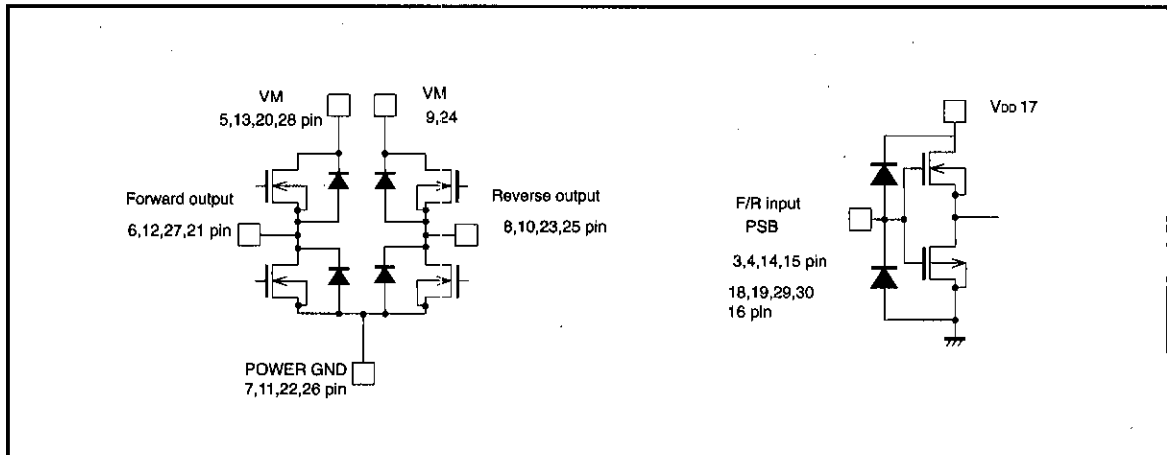 VM
5,13,20,28 pin
VM
9,24
Forward output
6,12,27,21 pin
Reverse output
8,10,23,25 pin
POWER GND
7,11,22,26 pin
VDD 17
F/R input
PSB
3,4,14,15 pin
18,19,29,30
16 pin